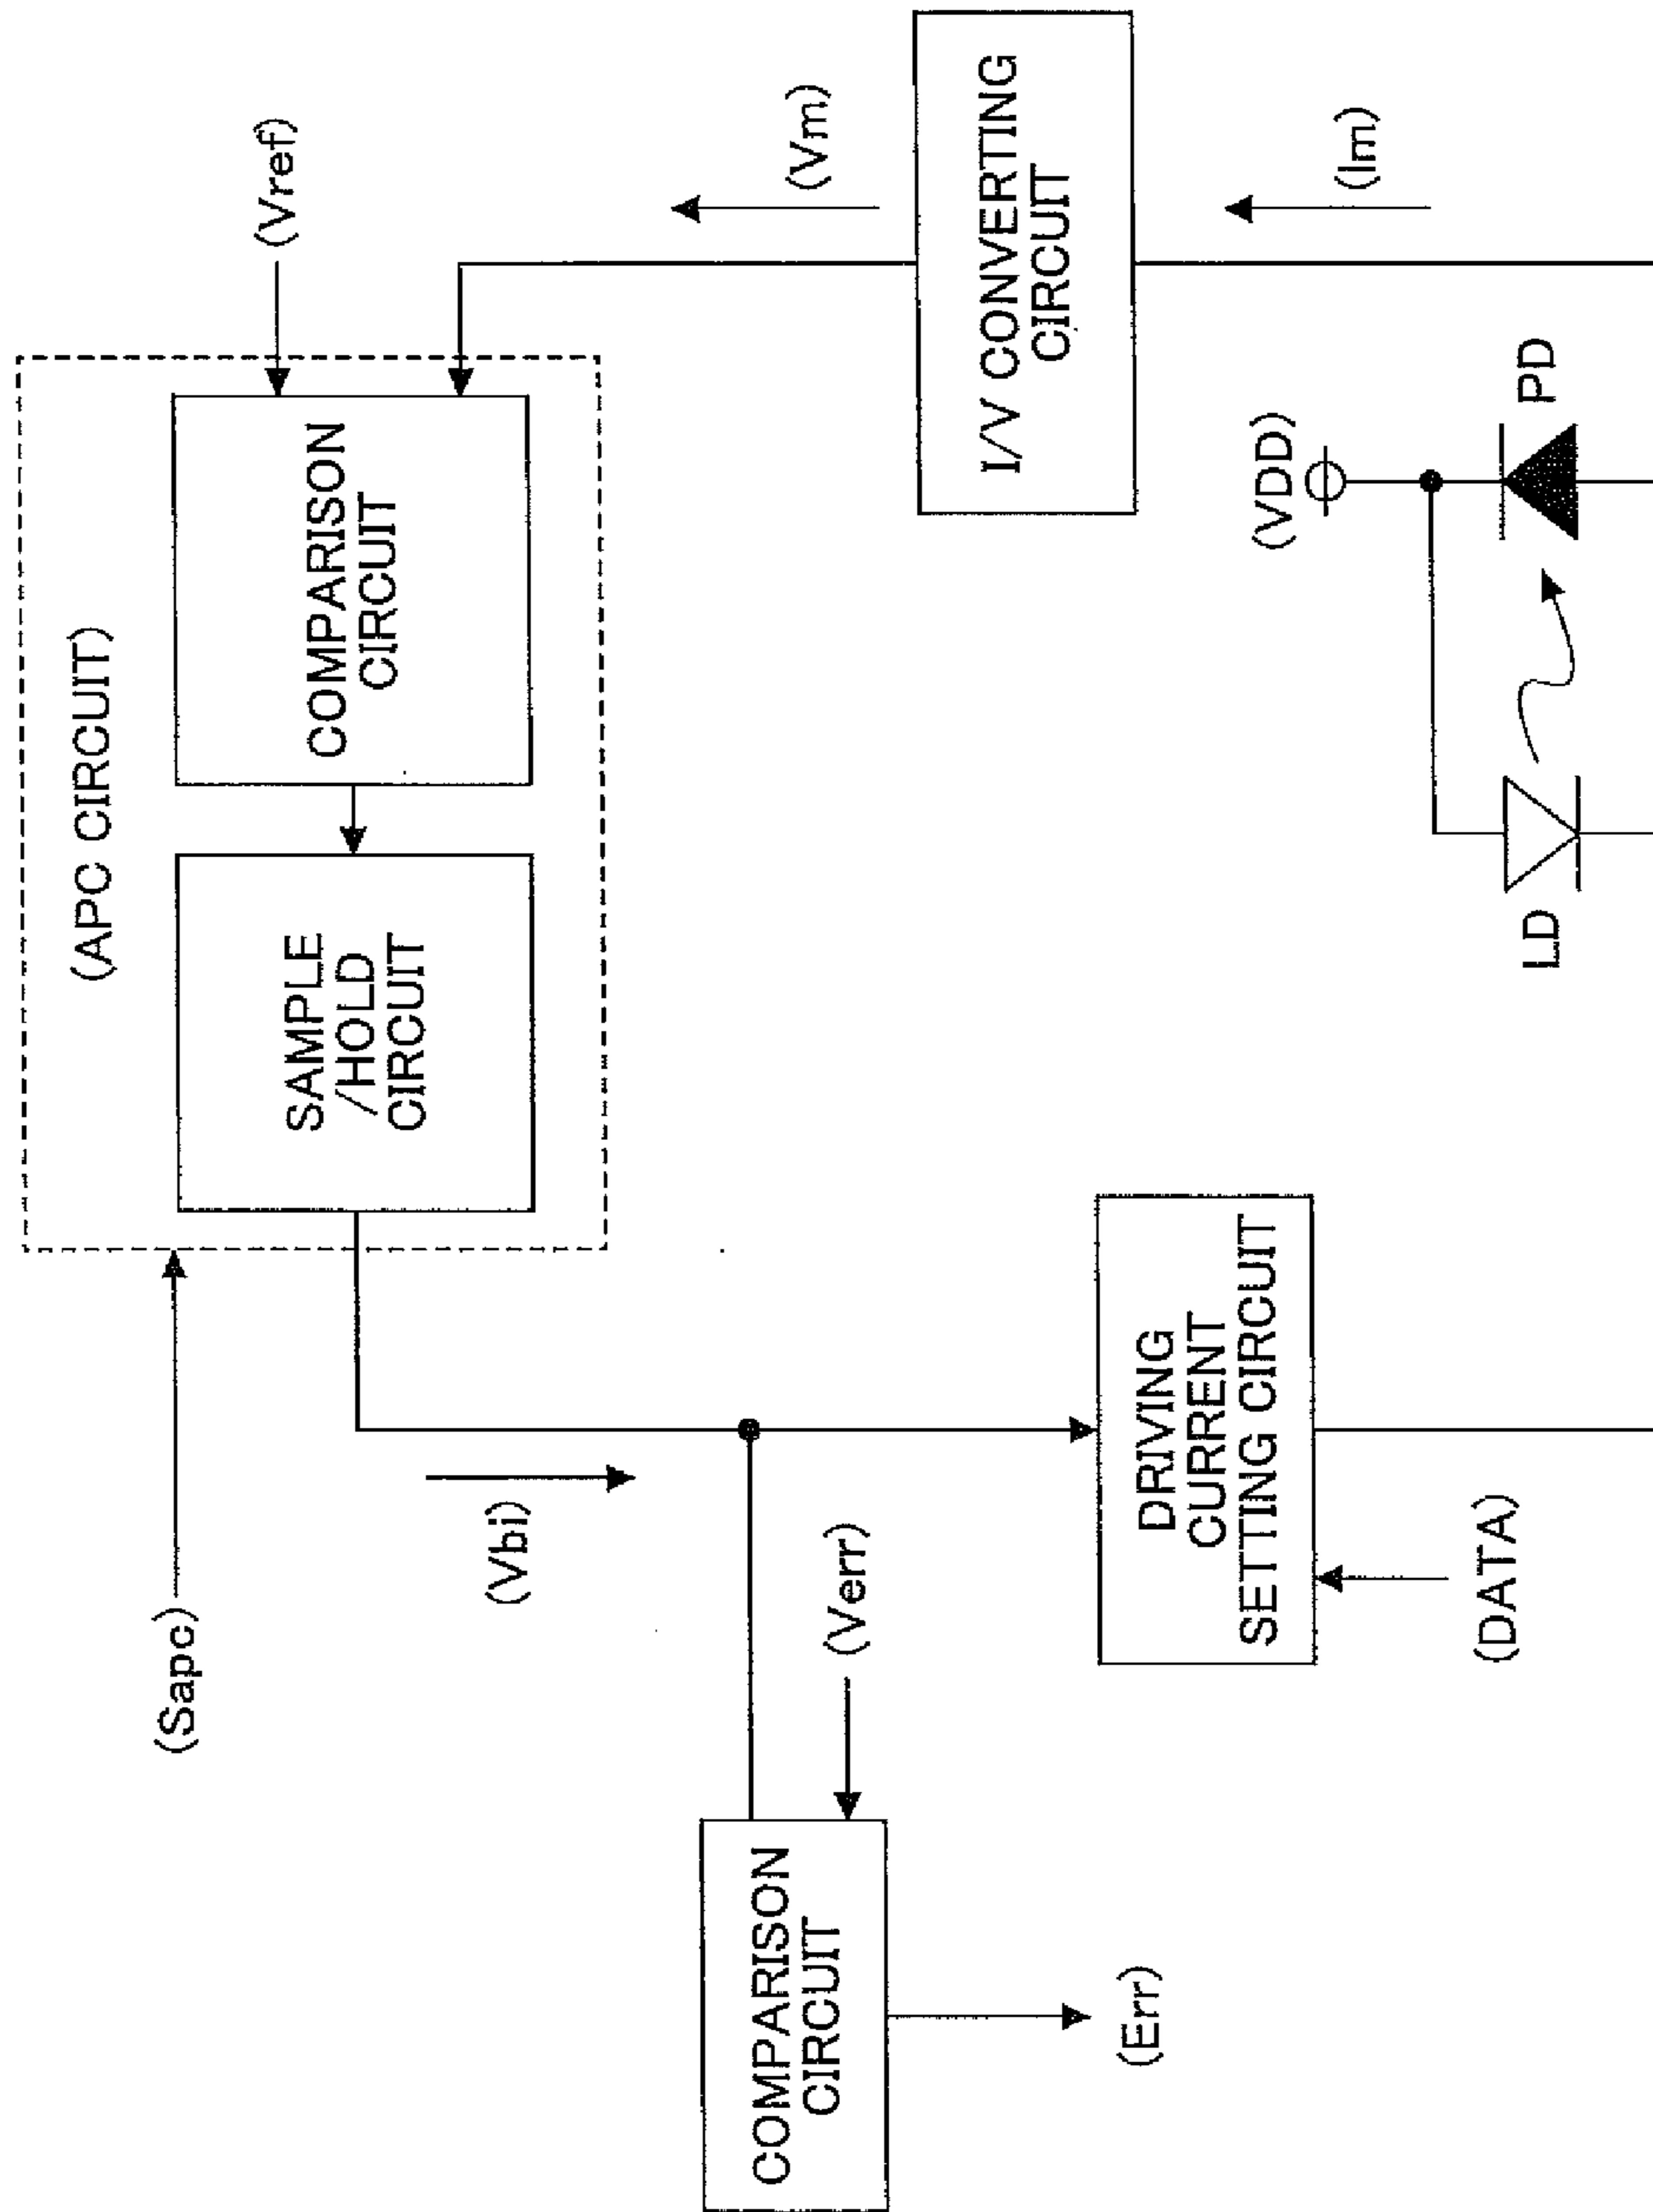 (APC CIRCUIT)
(Sapc)
SAMPLE
/HOLD
CIRCUIT
COMPARISON
CIRCUIT
(Vref)
(Vbi)
(Vm)
COMPARISON
CIRCUIT
(Verr)
(Err)
DRIVING
CURRENT
SETTING CIRCUIT
(DATA)
I/V CONVERTING
CIRCUIT
(Im)
(VDD)
LD
PD